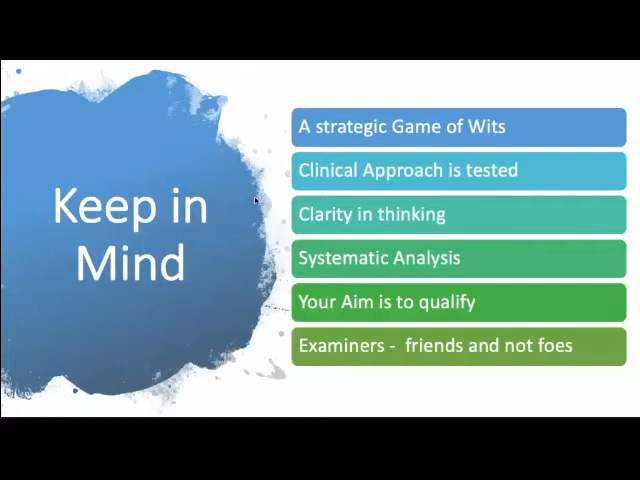 Keep in
Mind
A strategic Game of Wits
Clinical Approach is tested
Clarity in thinking
Systematic Analysis
Your Aim is to qualify
Examiners -  friends and not foes